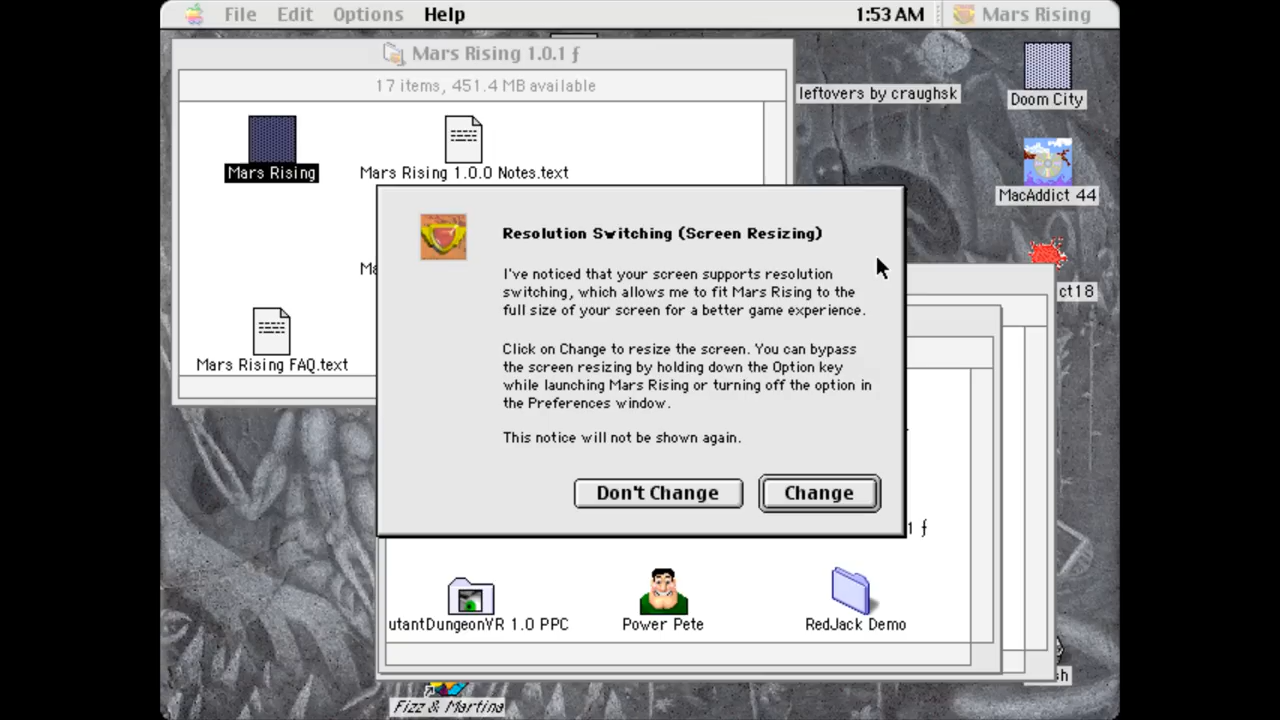 File Edit Options Help 1:53 AM Mars Rising
Mars Rising 1.0.1 ƒ
17 items, 451.4 MB available
leftovers by craughsk
Doom City
Mars Rising
Mars Rising 1.0.0 Notes.text
MacAddict 44
Resolution Switching (Screen Resizing)
I've noticed that your screen supports resolution
switching, which allows me to fit Mars Rising to the
full size of your screen for a better game experience.
Click on Change to resize the screen. You can bypass
the screen resizing by holding down the Option key
while launching Mars Rising or turning off the option in
the Preferences window.
This notice will not be shown again.
Don't Change Change
Ma
ct18
Mars Rising FAQ.text
1 ƒ
utantDungeonVR 1.0 PPC
Power Pete
RedJack Demo
sh
Fizz & Martina